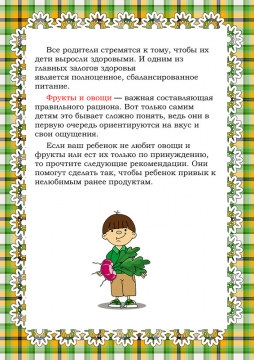 Все родители стремятся к тому, чтобы их
дети выросли здоровыми. И одним из
главных залогов здоровья
является полноценное, сбалансированное
питание.
Фрукты и овощи — важная составляющая
правильного рациона. Вот только самим
детям это бывает сложно понять, ведь они в
первую очередь ориентируются на вкус и
свои ощущения.
Если ваш ребенок не любит овощи и
фрукты или ест их только по принуждению,
то прочтите следующие рекомендации. Они
помогут сделать так, чтобы ребенок привык к
нелюбимым ранее продуктам.